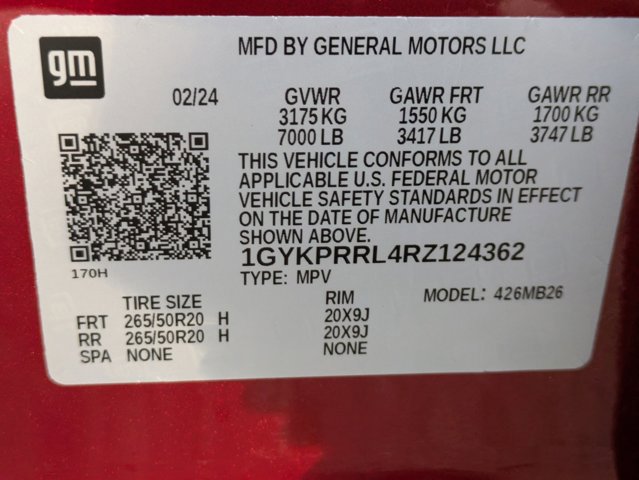 gm
MFD BY GENERAL MOTORS LLC
02/24 GVWR GAWR FRT GAWR RR
3175 KG 1550 KG 1700 KG
7000 LB 3417 LB 3747 LB
THIS VEHICLE CONFORMS TO ALL
APPLICABLE U.S. FEDERAL MOTOR
VEHICLE SAFETY STANDARDS IN EFFECT
ON THE DATE OF MANUFACTURE
SHOWN ABOVE.
1GYKPRRL4RZ124362
170H
TYPE: MPV
MODEL: 426MB26
TIRE SIZE RIM
FRT 265/50R20 H 20X9J
RR 265/50R20 H 20X9J
SPA NONE NONE